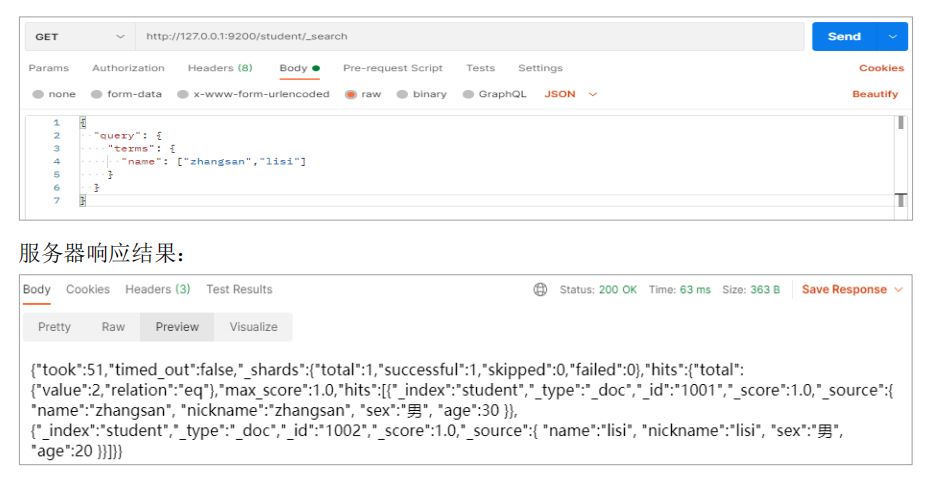 GET http://127.0.0.1:9200/student/_search Send
Params Authorization Headers (8) Body Pre-request Script Tests Settings Cookies
none form-data x-www-form-urlencoded raw binary GraphQL JSON Beautify
1 {
2 "query": {
3 "terms": {
4 "name": ["zhangsan","lisi"]
5 }
6 }
7 }
服务器响应结果：
Body Cookies Headers (3) Test Results Status: 200 OK Time: 63 ms Size: 363 B Save Response
Pretty Raw Preview Visualize
{"took":51,"timed_out":false,"_shards":{"total":1,"successful":1,"skipped":0,"failed":0},"hits":{"total":
{"value":2,"relation":"eq"},"max_score":1.0,"hits":[{"_index":"student","_type":"_doc","_id":"1001","_score":1.0,"_source":{
"name":"zhangsan", "nickname":"zhangsan", "sex":"男", "age":30 }},
{"_index":"student","_type":"_doc","_id":"1002","_score":1.0,"_source":{ "name":"lisi", "nickname":"lisi", "sex":"男",
"age":20 }}]}}